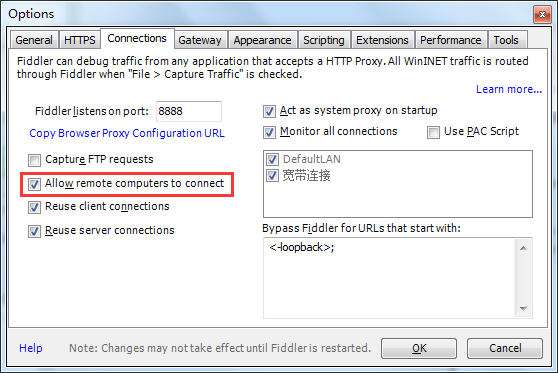 Options
General HTTPS Connections Gateway Appearance Scripting Extensions Performance Tools
Fiddler can debug traffic from any application that accepts a HTTP Proxy. All WinINET traffic is routed
through Fiddler when "File > Capture Traffic" is checked.
Learn more...
Fiddler listens on port: 8888
Copy Browser Proxy Configuration URL
Capture FTP requests
Allow remote computers to connect
Reuse client connections
Reuse server connections
Act as system proxy on startup
Monitor all connections Use PAC Script
DefaultLAN
宽带连接
Bypass Fiddler for URLs that start with:
<-loopback>;
Help Note: Changes may not take effect until Fiddler is restarted. OK Cancel